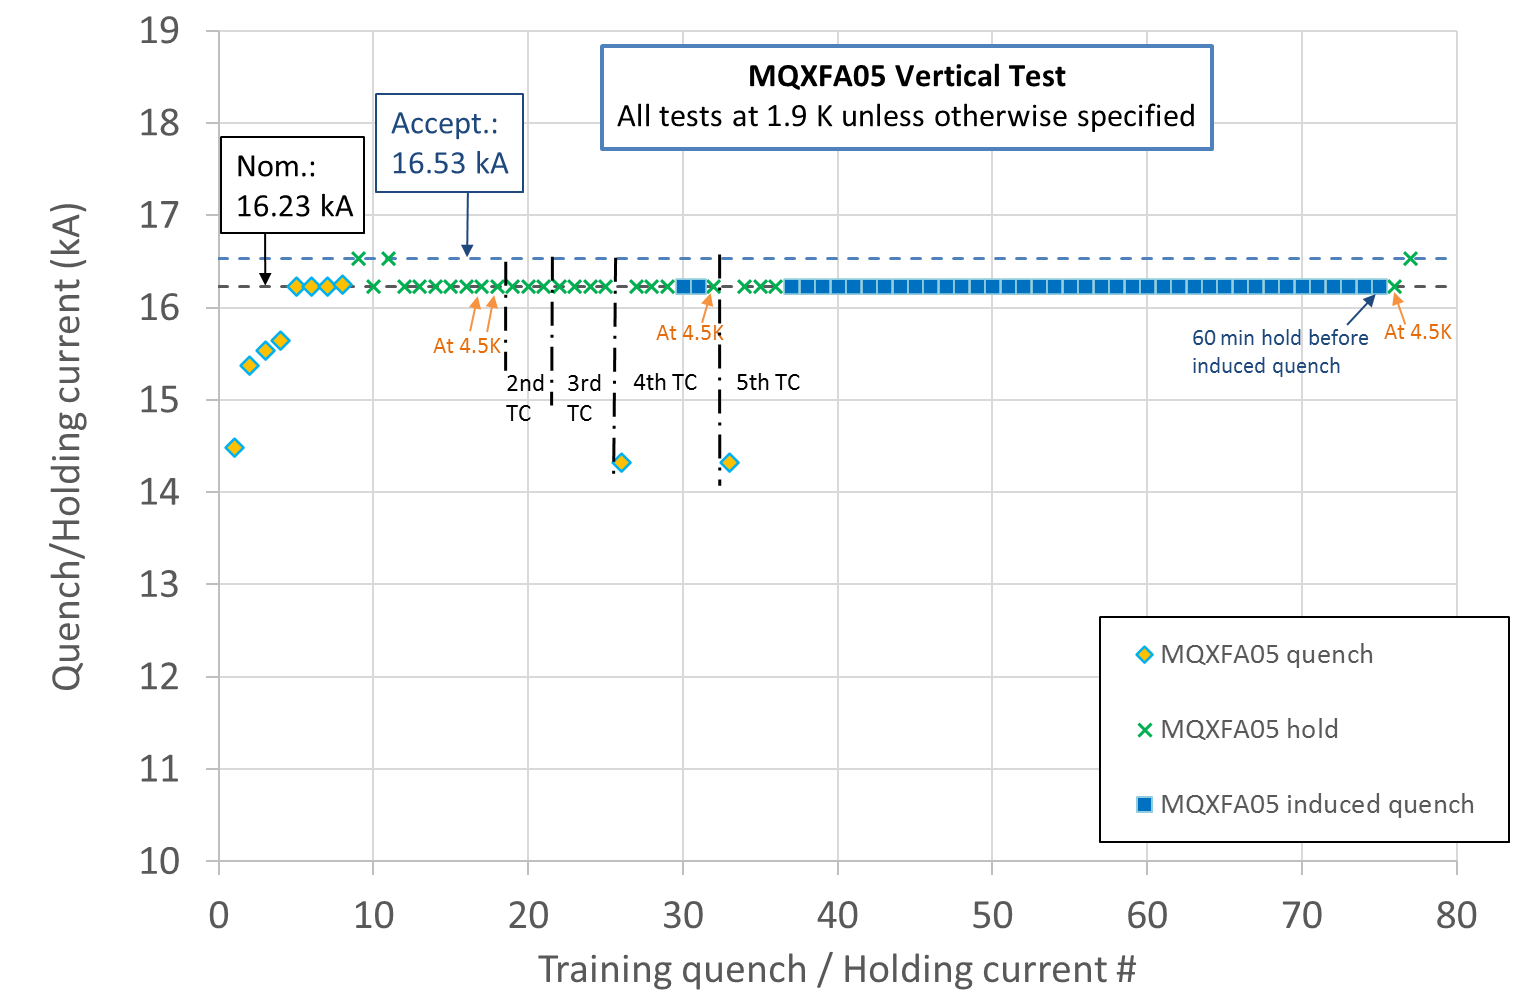 MQXFA05 Vertical Test
All tests at 1.9 K unless otherwise specified
Accept.:
16.53 kA
Nom.:
16.23 kA
Quench/Holding current (kA)
19
18
17
16
15
14
13
12
11
10
At 4.5K
At 4.5K
60 min hold before
induced quench
At 4.5K
2nd
TC
3rd
TC
4th TC
5th TC
MQXFA05 quench
MQXFA05 hold
MQXFA05 induced quench
0 10 20 30 40 50 60 70 80
Training quench / Holding current #